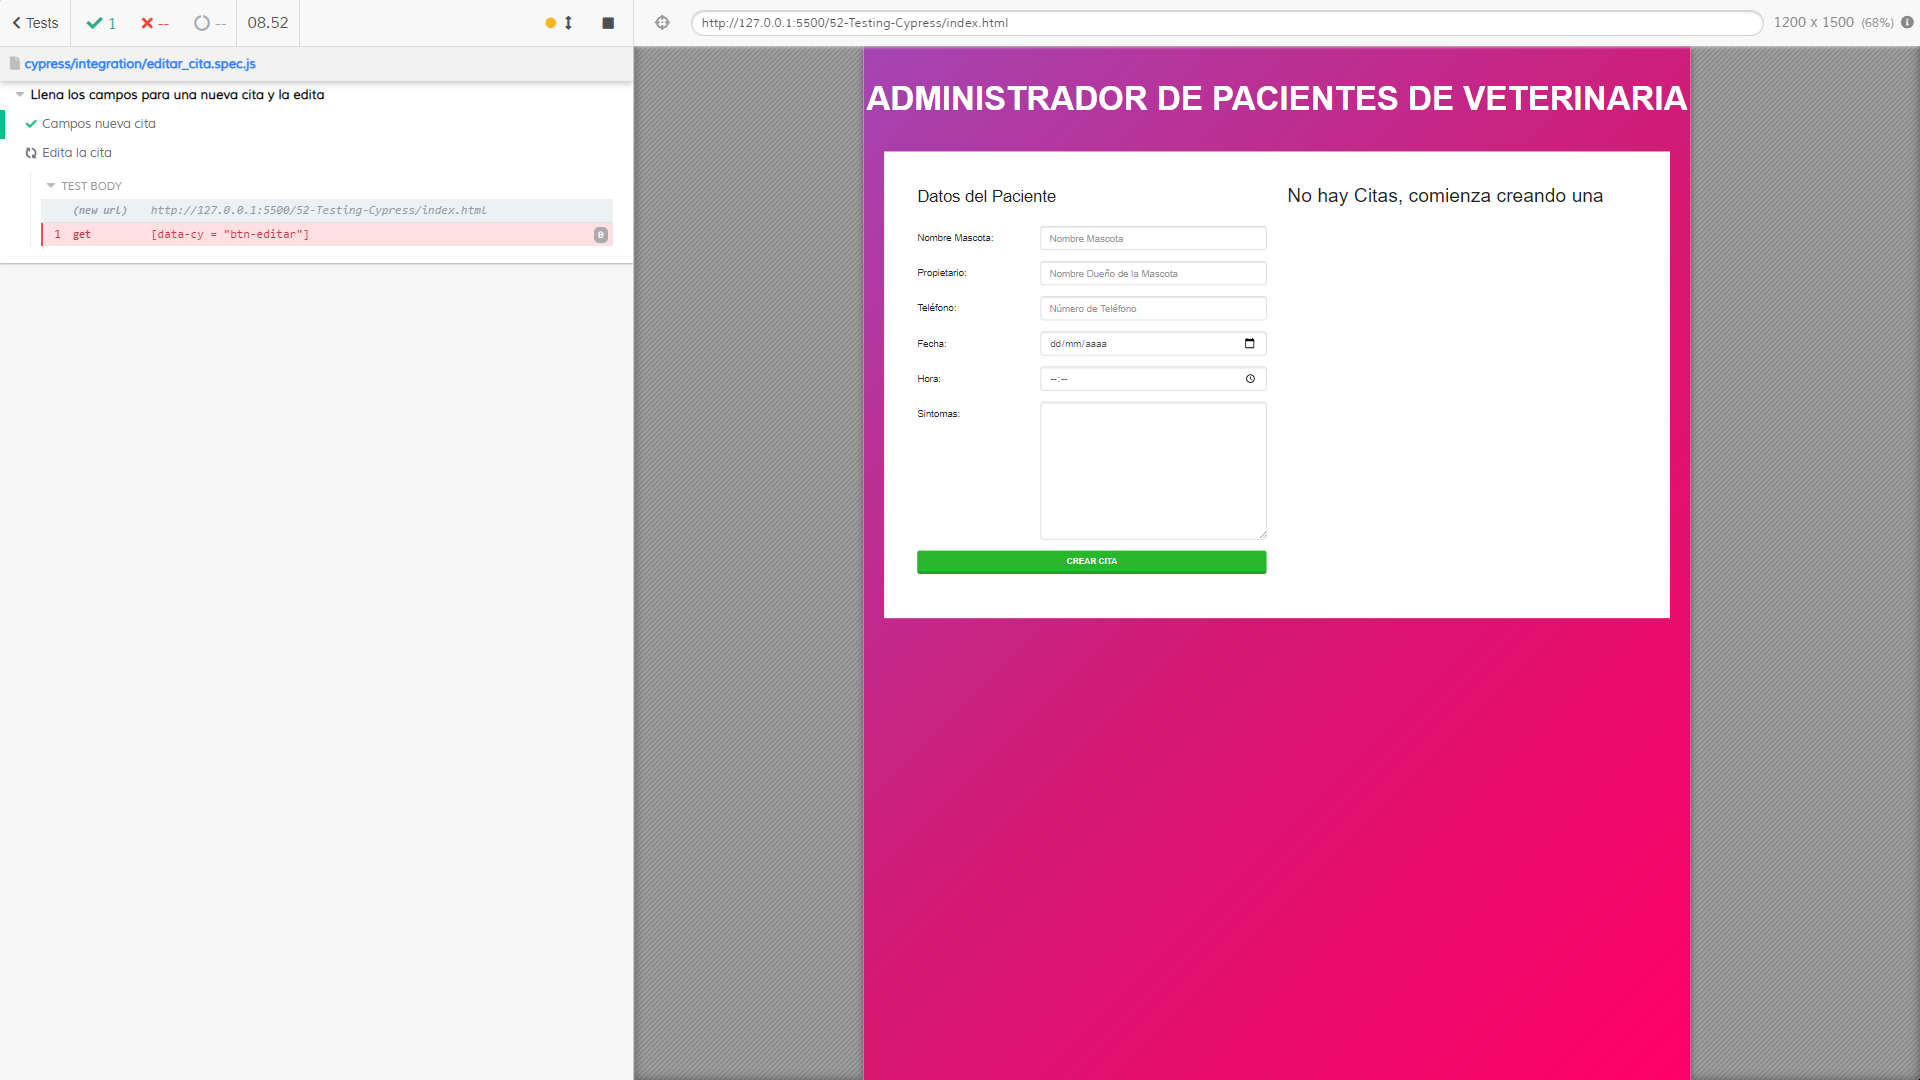 Tests
1
--
--
08.52
http://127.0.0.1:5500/52-Testing-Cypress/index.html
1200 x 1500 (68%)
cypress/integration/editar_cita.spec.js
Llena los campos para una nueva cita y la edita
Campos nueva cita
Edita la cita
TEST BODY
(new url) http://127.0.0.1:5500/52-Testing-Cypress/index.html
1 get [data-cy = "btn-editar"] 0
ADMINISTRADOR DE PACIENTES DE VETERINARIA
Datos del Paciente
Nombre Mascota: Nombre Mascota
Propietario: Nombre Dueño de la Mascota
Teléfono: Número de Teléfono
Fecha: dd/mm/aaaa
Hora: --:--
Sintomas:
CREAR CITA
No hay Citas, comienza creando una